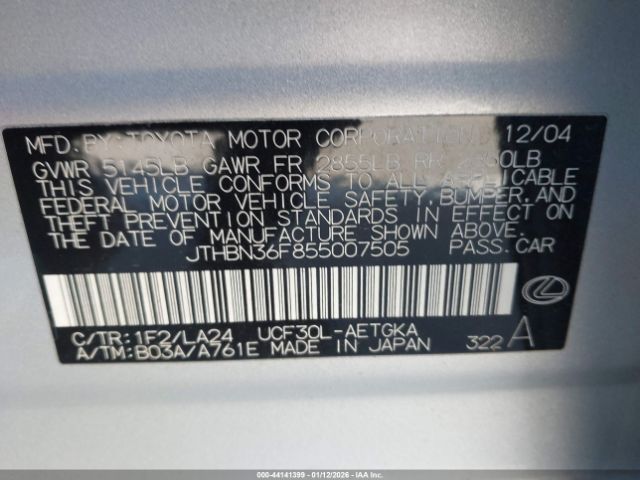 MFD. BY: TOYOTA MOTOR CORPORATION 12/04
GVWR 5145LB GAWR FR 2855LB RR
THIS VEHICLE CONFORMS TO ALL APPLICABLE
FEDERAL MOTOR VEHICLE SAFETY, BUMPER, AND
THEFT PREVENTION STANDARDS IN EFFECT ON
THE DATE OF MANUFACTURE SHOWN ABOVE.
JTHBN36F855007505 PASS. CAR
C/TR: 1F2/LA24 UCF30L-AETGKA
A/TM: B03A/A761E MADE IN JAPAN 322 A
000-44141399 - 01/12/2026 - IAAI.COM